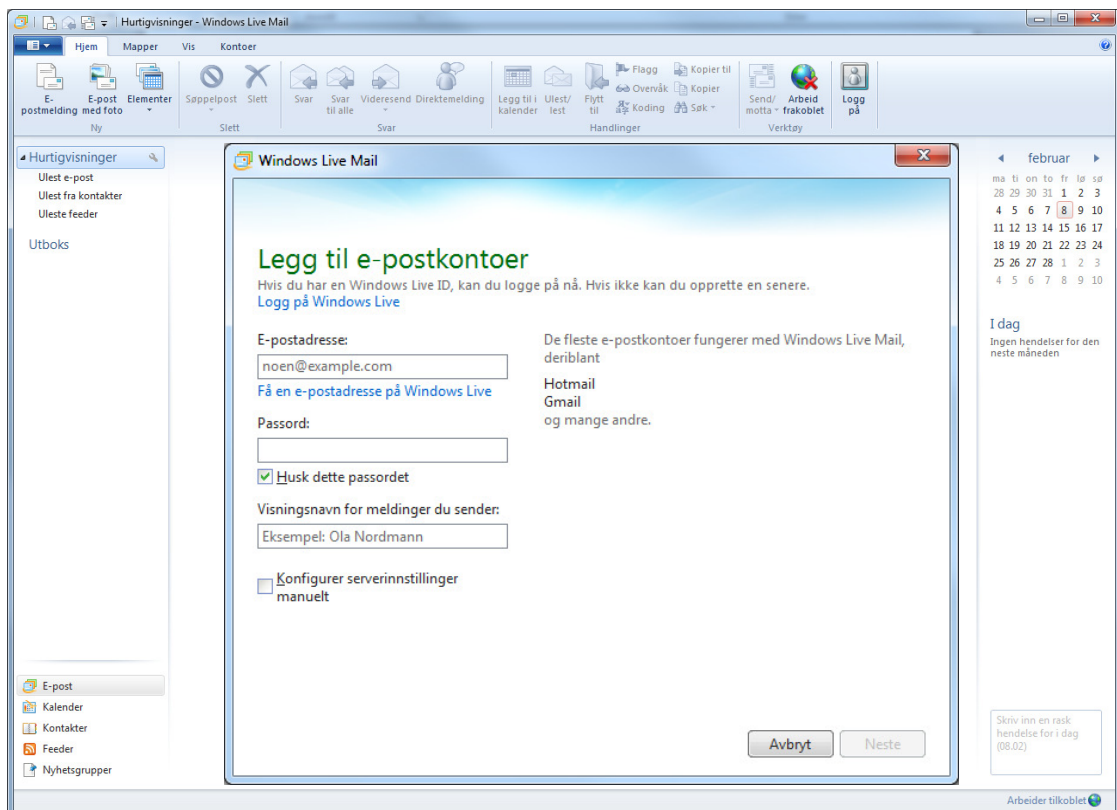 Hurtigvisninger - Windows Live Mail
Hjem Mapper Vis Kontoer
E-
postmelding
E-post
med foto
Elementer
Ny
Søppelpost
Slett
Slett
Svar
Svar
til alle
Videresend
Direktemelding
Svar
Legg til i
kalender
Ulest/
lest
Flytt
til
Flagg
Overvåk
Koding
Kopier til
Kopier
Søk
Handlinger
Send/
motta
Arbeid
frakoblet
Verktøy
Logg
på
Hurtigvisninger
Ulest e-post
Ulest fra kontakter
Uleste feeder
Utboks
E-post
Kalender
Kontakter
Feeder
Nyhetsgrupper
Windows Live Mail
Legg til e-postkontoer
Hvis du har en Windows Live ID, kan du logge på nå. Hvis ikke kan du opprette en senere.
Logg på Windows Live
E-postadresse:
noen@example.com
Få en e-postadresse på Windows Live
Passord:
Husk dette passordet
Visningsnavn for meldinger du sender:
Eksempel: Ola Nordmann
Konfigurer serverinnstillinger
manuelt
De fleste e-postkontoer fungerer med Windows Live Mail,
deriblant
Hotmail
Gmail
og mange andre.
Avbryt Neste
februar
ma ti on to fr lø sø
28 29 30 31 1 2 3
4 5 6 7 8 9 10
11 12 13 14 15 16 17
18 19 20 21 22 23 24
25 26 27 28 1 2 3
4 5 6 7 8 9 10
I dag
Ingen hendelser for den
neste måneden
Skriv inn en rask
hendelse for i dag
(08.02)
Arbeider tilkoblet